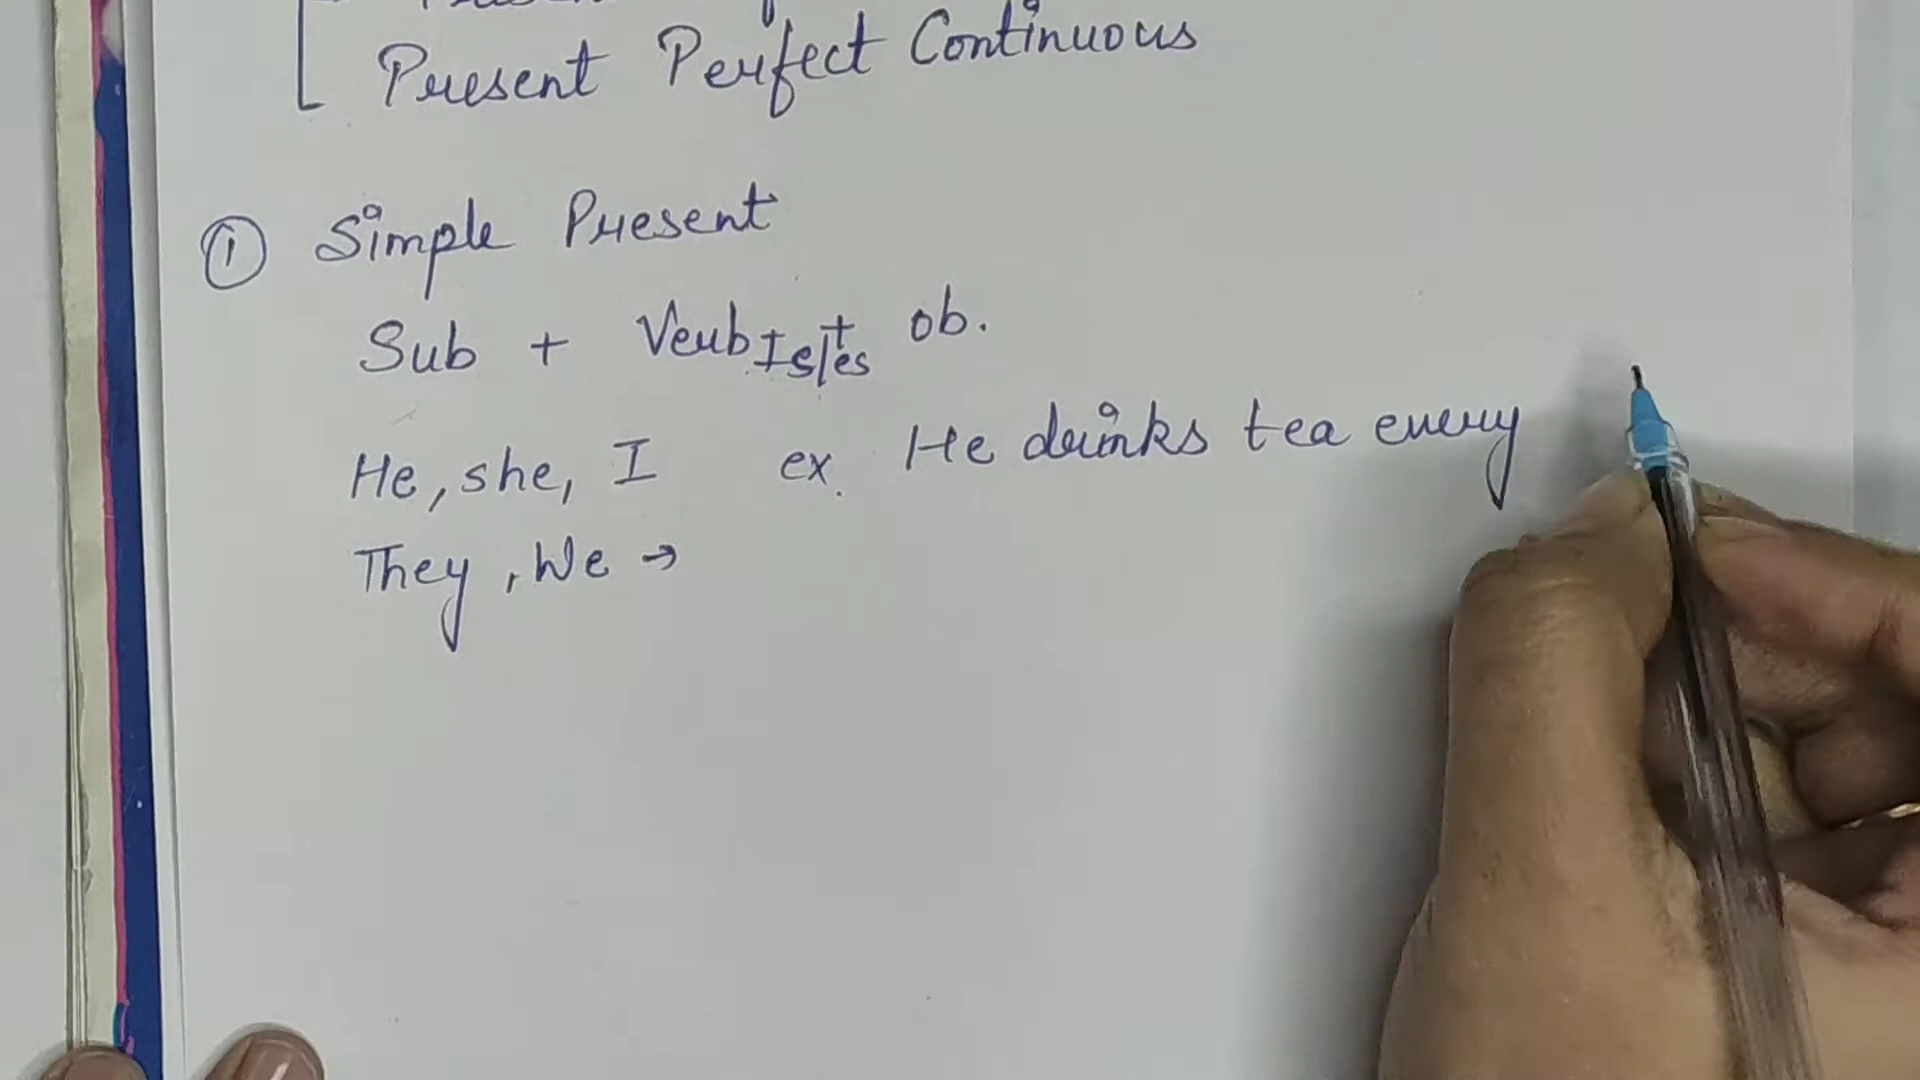 Present Perfect Continuous
① Simple Present
Sub + Verb I s/es + ob.
He, she, I ex. He drinks tea every
They, We →